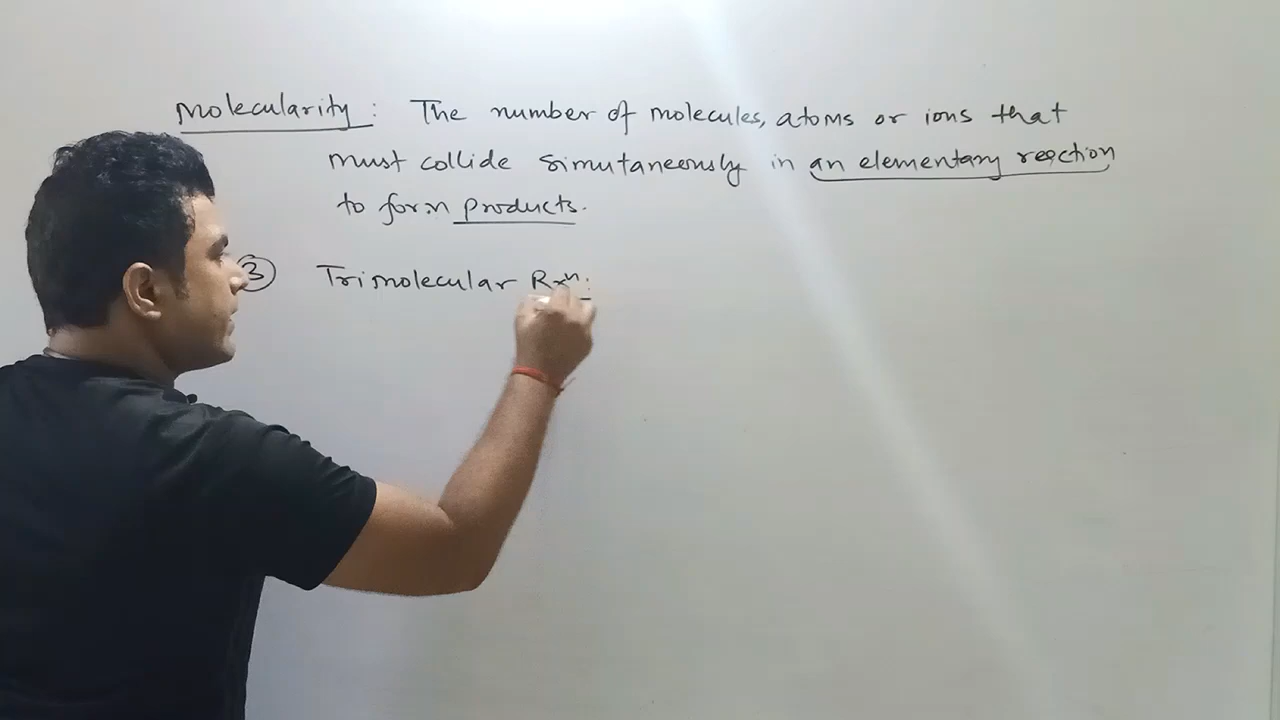 Molecularity : The number of molecules, atoms or ions that
must collide simutaneously in an elementary reaction
to form products.
③ Trimolecular Rxⁿ: